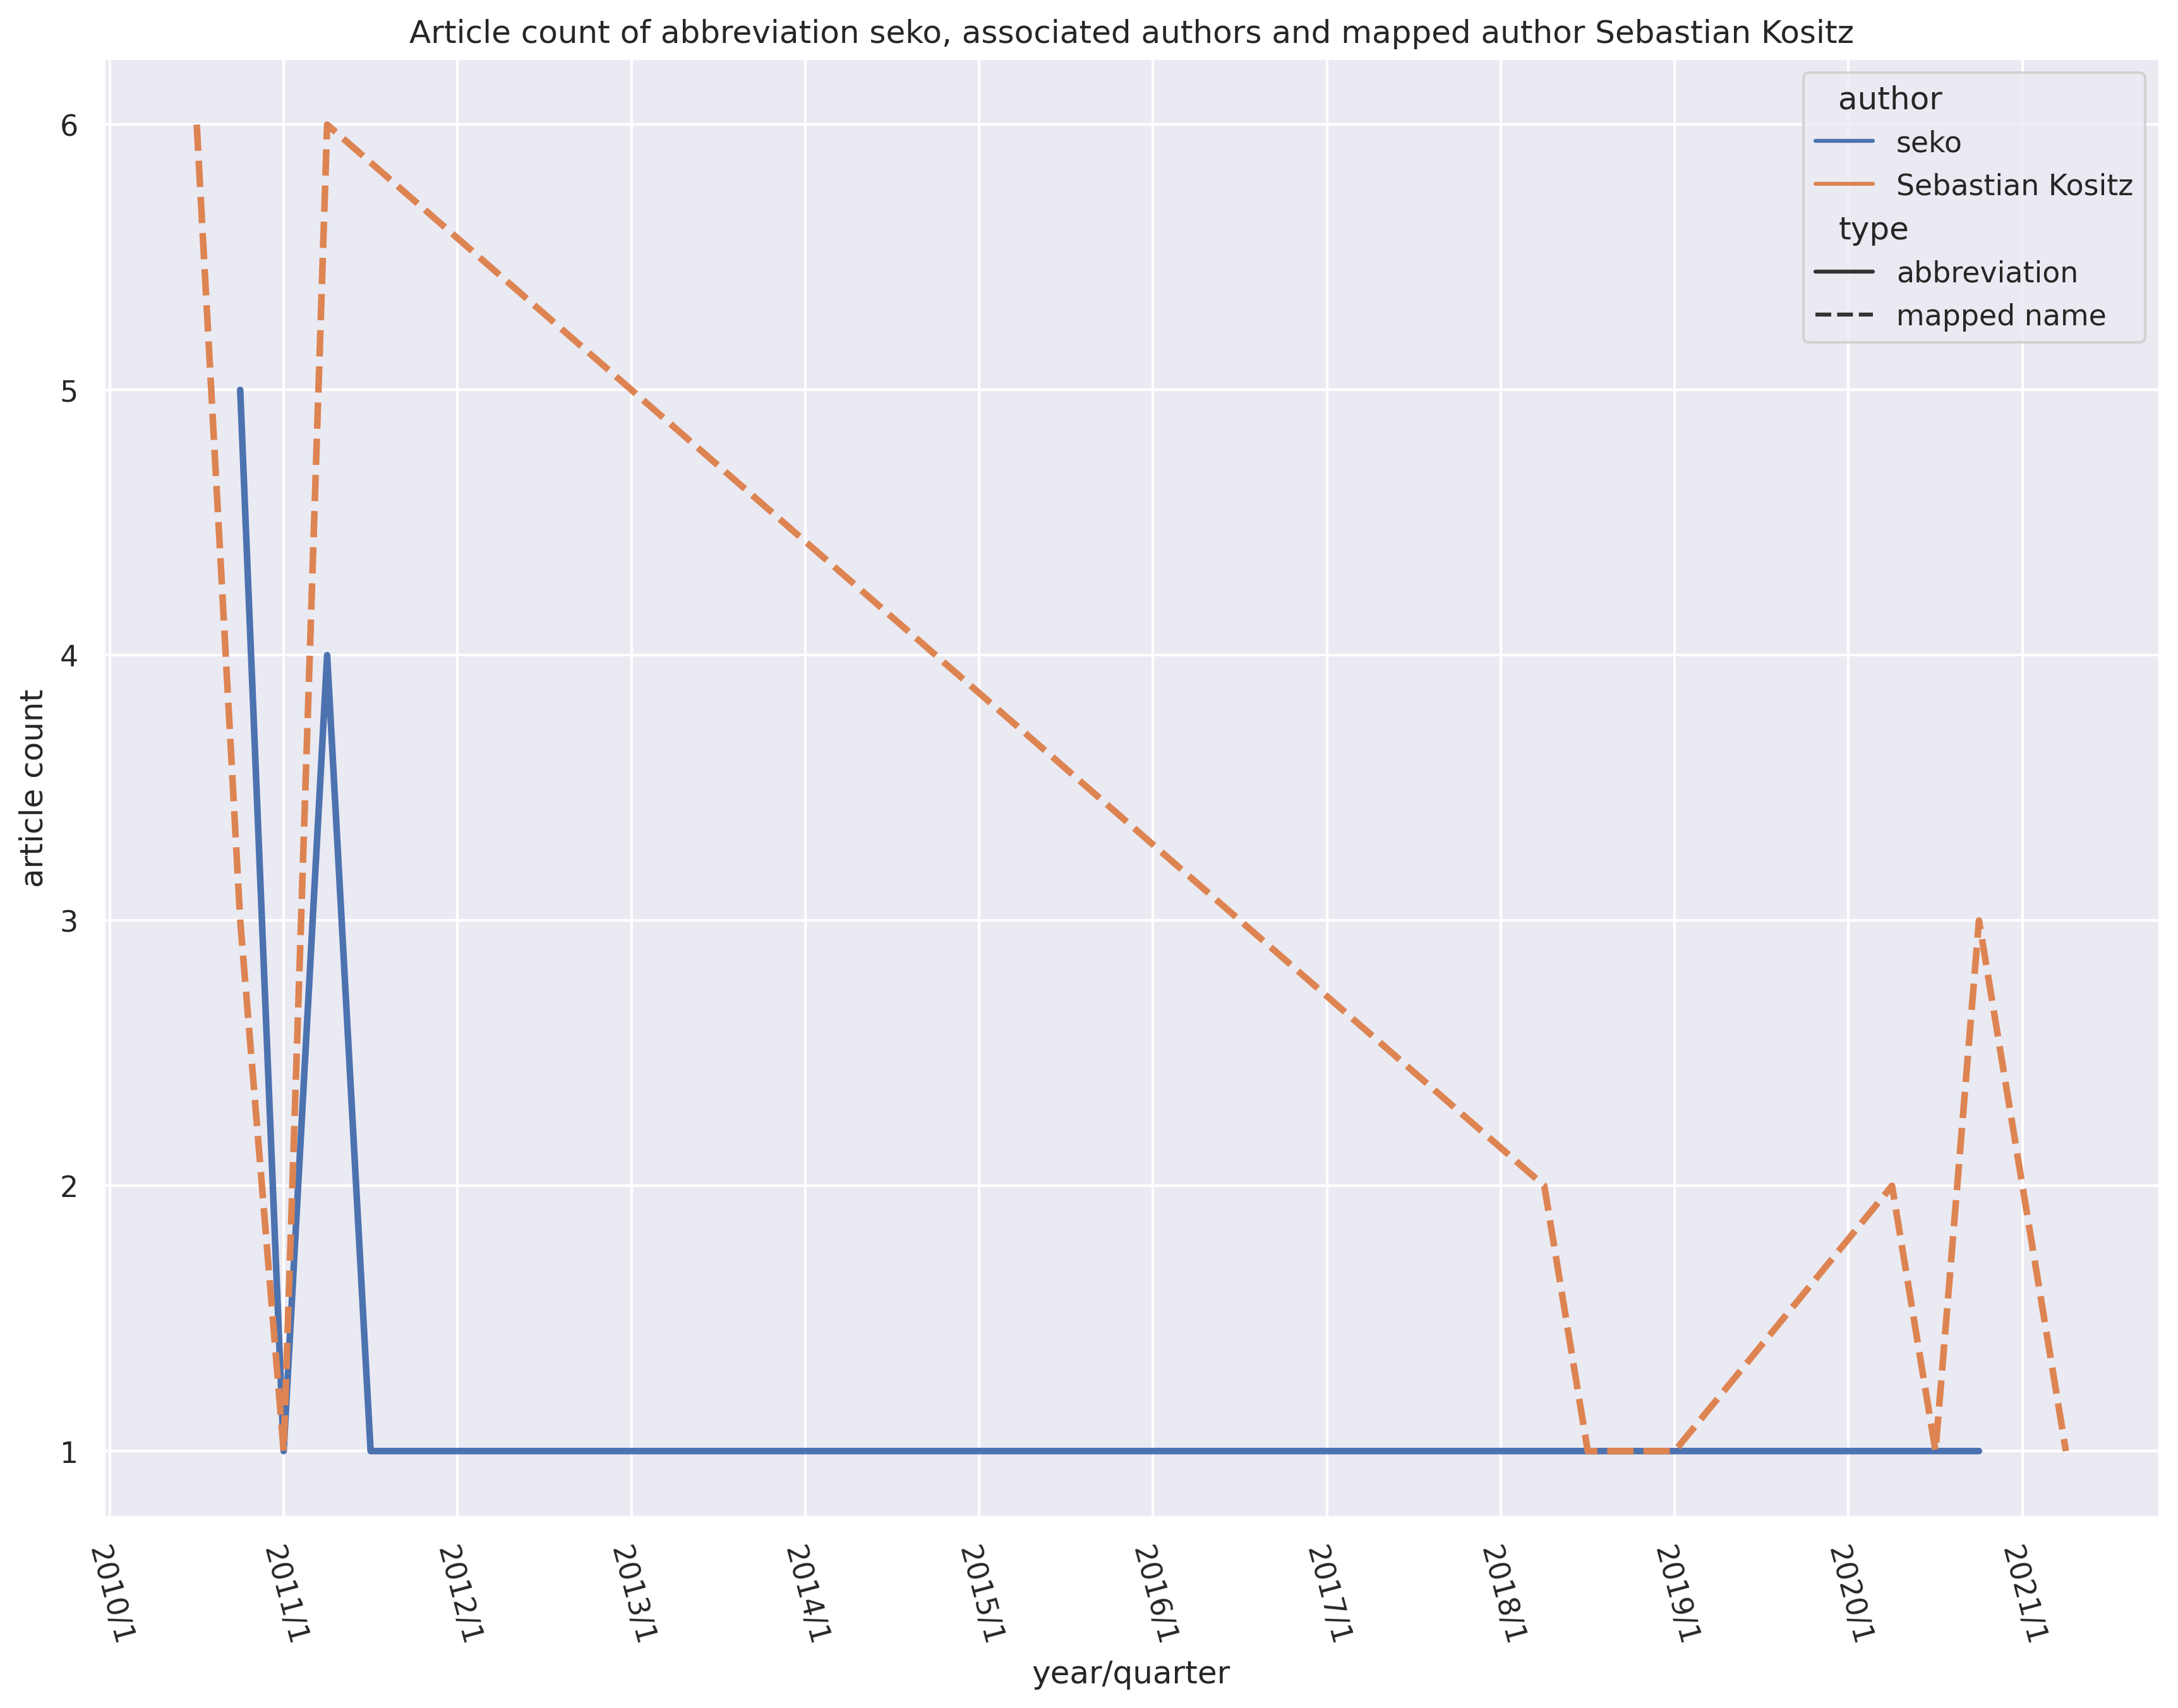 Article count of abbreviation seko, associated authors and mapped author Sebastian Kositz
author
seko
Sebastian Kositz
type
abbreviation
mapped name
article count
6
5
4
3
2
1
2010/1
2011/1
2012/1
2013/1
2014/1
2015/1
2016/1
2017/1
2018/1
2019/1
2020/1
2021/1
year/quarter